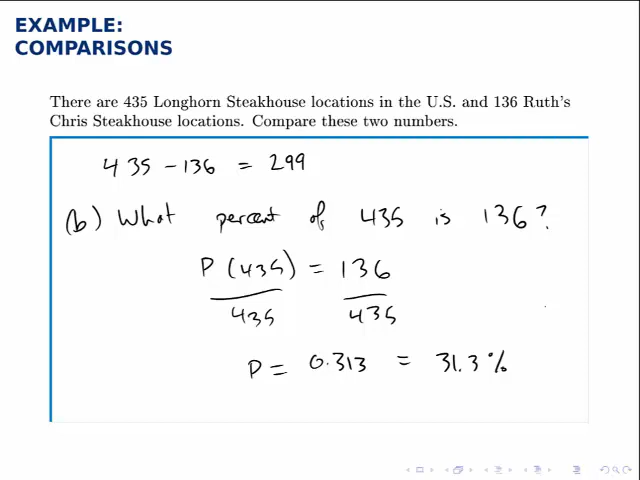 EXAMPLE:
COMPARISONS
There are 435 Longhorn Steakhouse locations in the U.S. and 136 Ruth's
Chris Steakhouse locations. Compare these two numbers.
435 - 136 = 299
(b) What percent of 435 is 136?
P (435) = 136
435 435
P = 0.313 = 31.3%